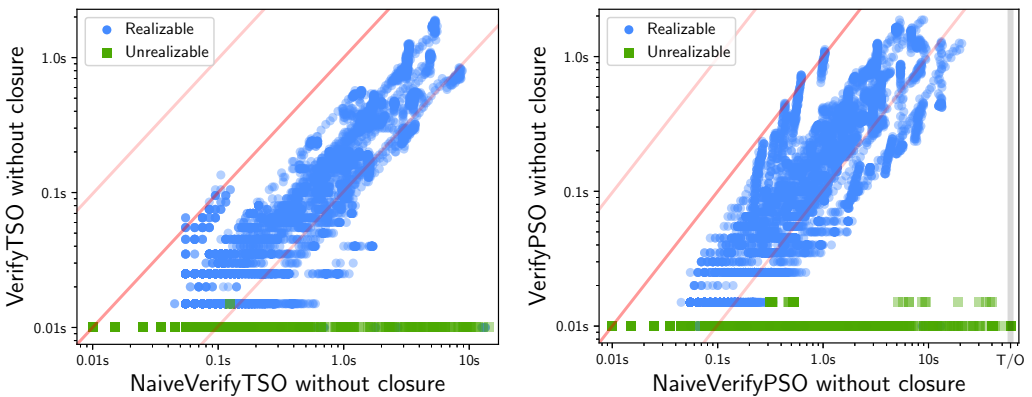 Realizable
Unrealizable
VerifyTSO without closure
1.0s
0.1s
0.01s
0.01s
0.1s
1.0s
10s
NaiveVerifyTSO without closure
Realizable
Unrealizable
VerifyPSO without closure
1.0s
0.1s
0.01s
0.01s
0.1s
1.0s
10s
T/O
NaiveVerifyPSO without closure